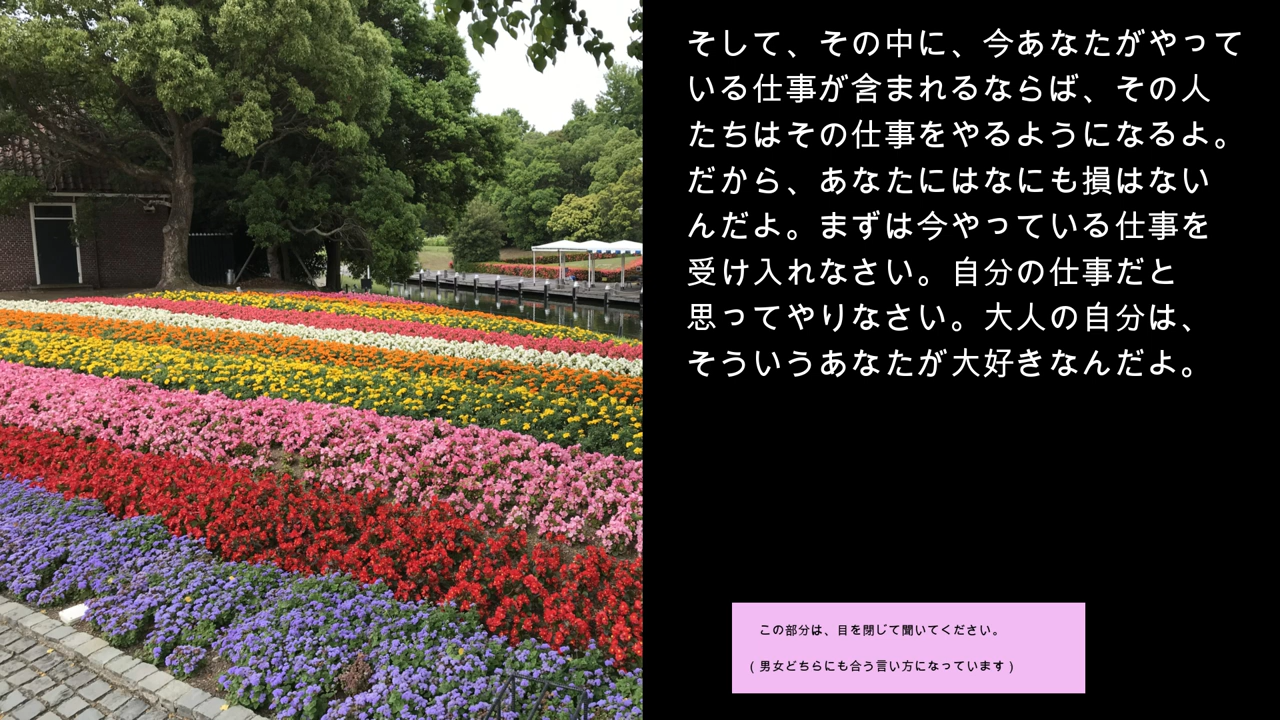 そして、その中に、今あなたがやって
いる仕事が含まれるならば、その人
たちはその仕事をやるようになるよ。
だから、あなたにはなにも損はない
んだよ。まずは今やっている仕事を
受け入れなさい。自分の仕事だと
思ってやりなさい。大人の自分は、
そういうあなたが大好きなんだよ。
この部分は、目を閉じて聞いてください。
(男女どちらにも合う言い方になっています)